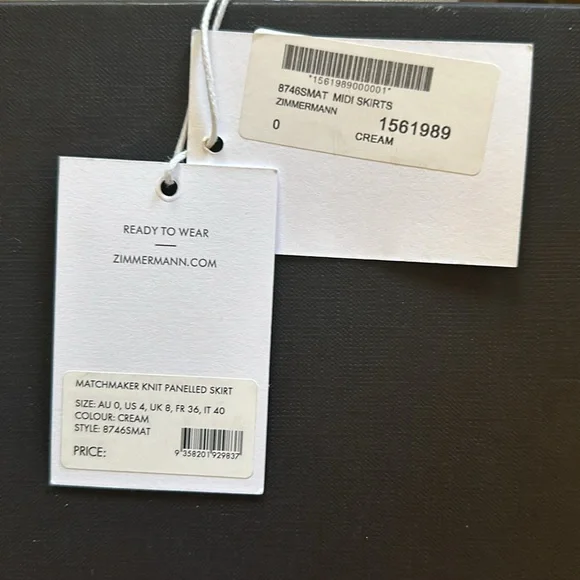 *1561989000001*
8746SMAT MIDI SKIRTS
ZIMMERMANN
0 1561989
CREAM
READY TO WEAR
ZIMMERMANN.COM
MATCHMAKER KNIT PANELLED SKIRT
SIZE: AU 0, US 4, UK 8, FR 36, IT 40
COLOUR: CREAM
STYLE: 8746SMAT
PRICE:
9 358201 929837